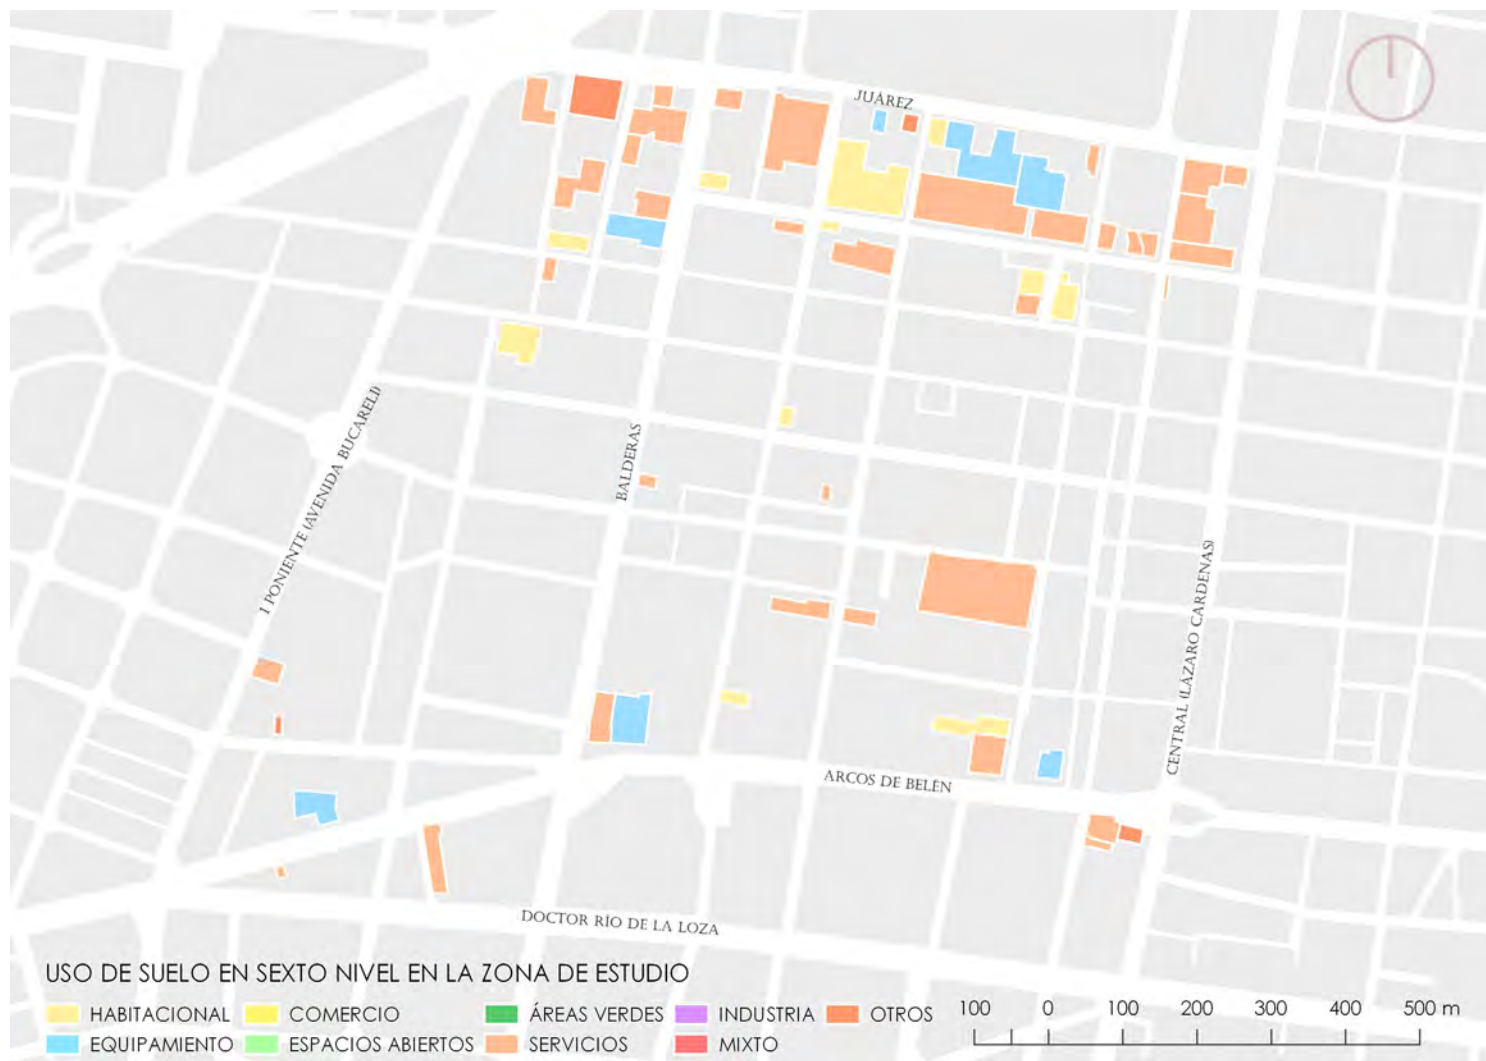 JUÁREZ
1 PONIENTE (AVENIDA BUCARELI)
BALDERAS
CENTRAL (LÁZARO CARDENAS)
ARCOS DE BELÉN
DOCTOR RÍO DE LA LOZA
USO DE SUELO EN SEXTO NIVEL EN LA ZONA DE ESTUDIO
HABITACIONAL COMERCIO ÁREAS VERDES INDUSTRIA OTROS
EQUIPAMIENTO ESPACIOS ABIERTOS SERVICIOS MIXTO
100 0 100 200 300 400 500 m